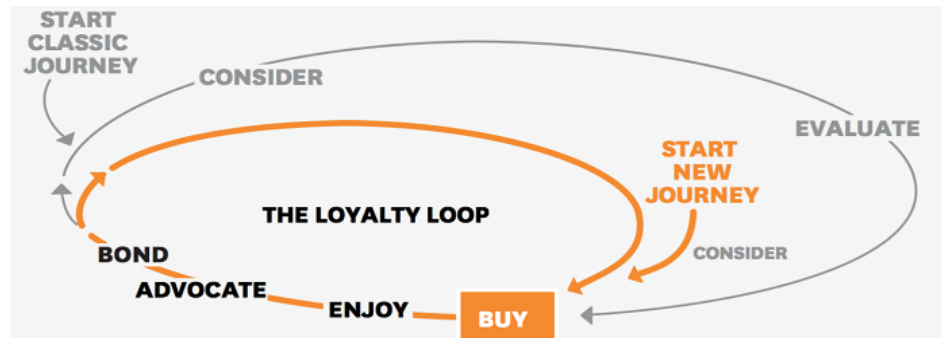 START
CLASSIC
JOURNEY
CONSIDER
EVALUATE
START
NEW
JOURNEY
THE LOYALTY LOOP
CONSIDER
BOND
ADVOCATE
ENJOY
BUY